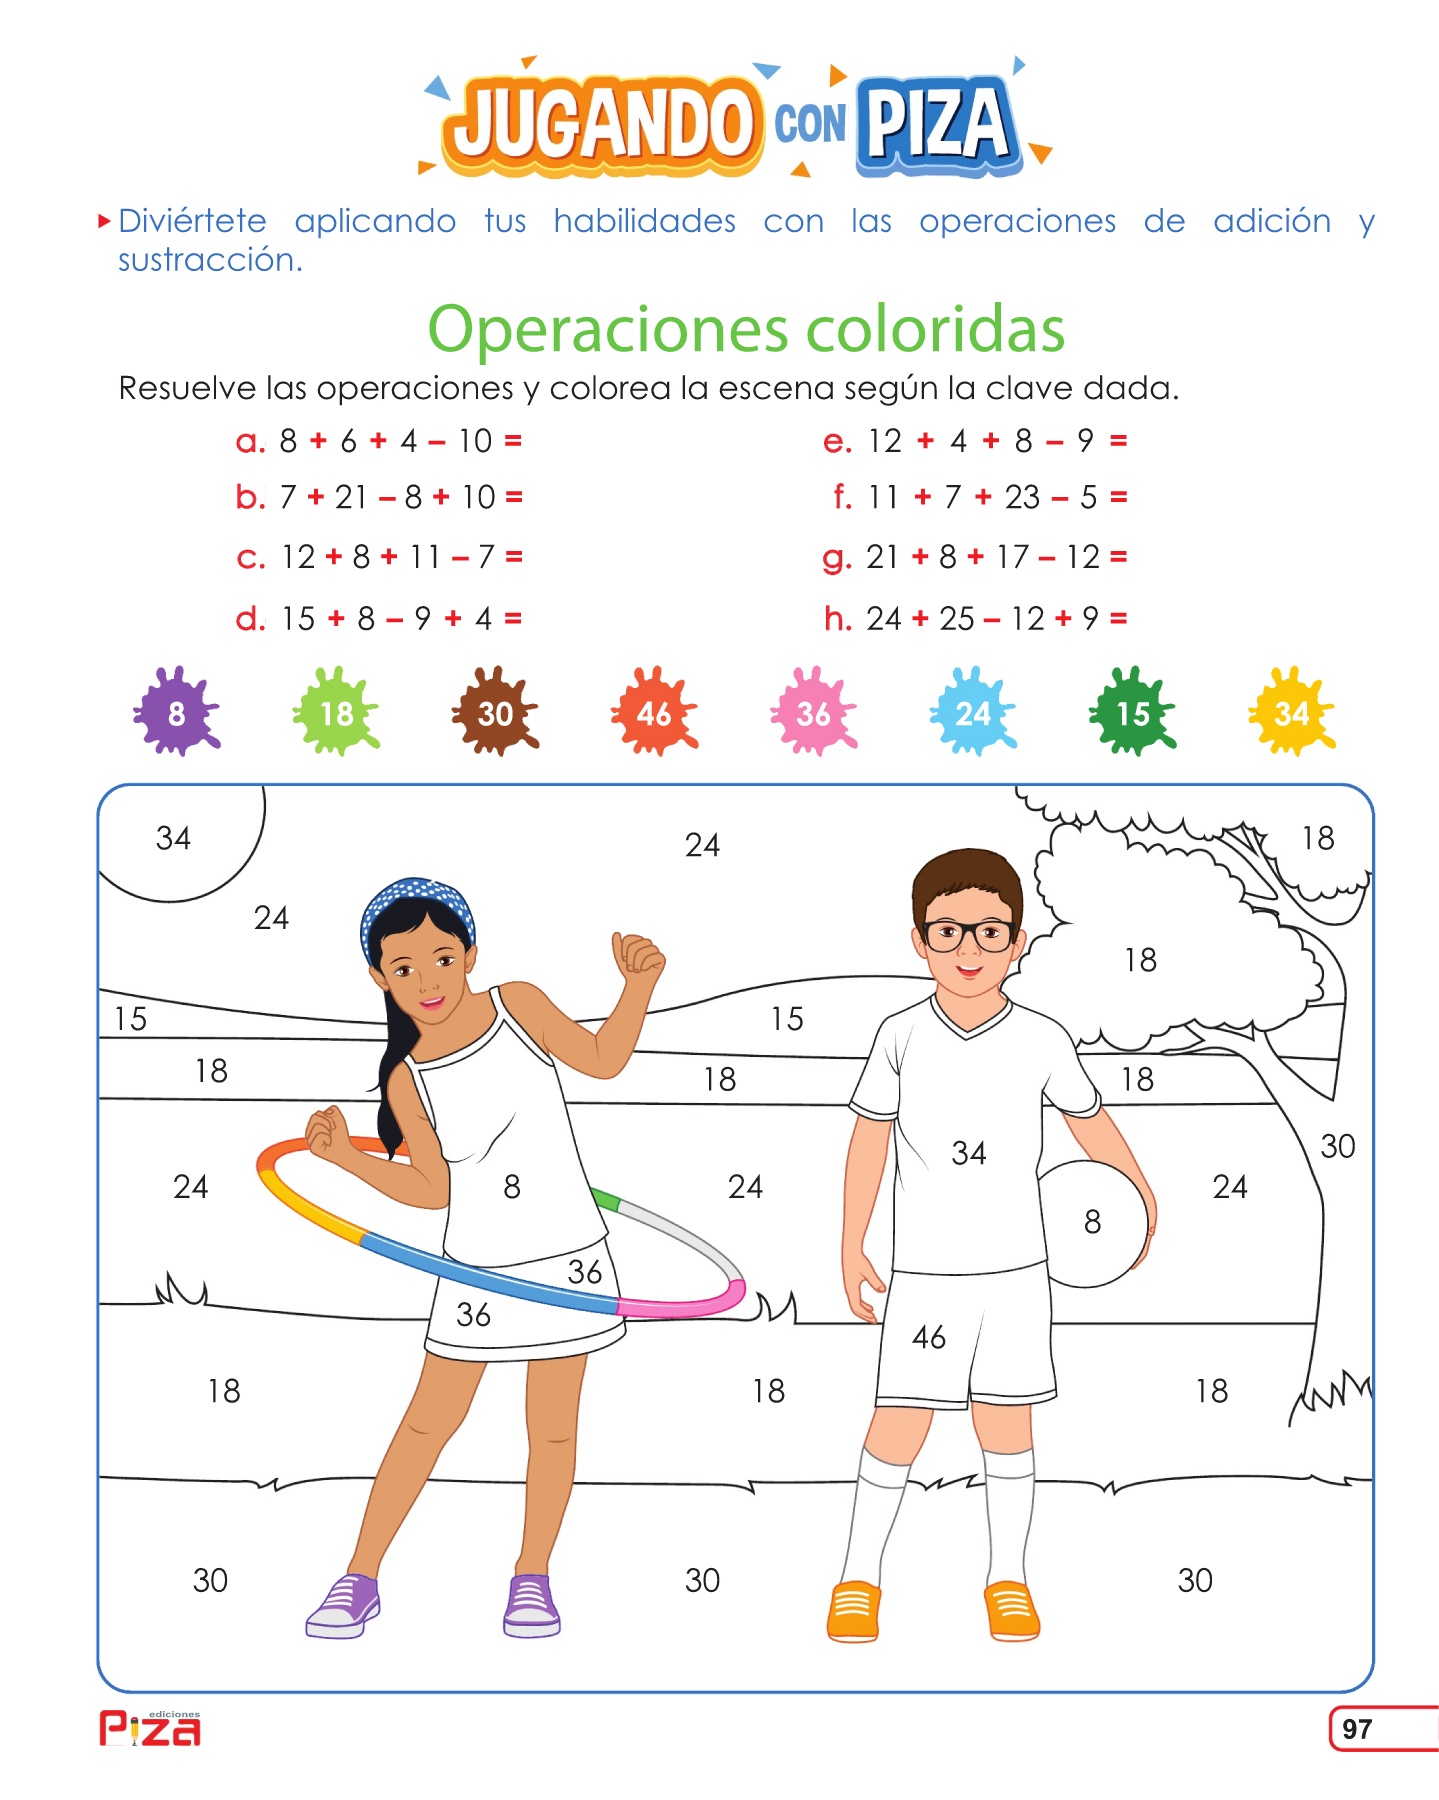 JUGANDO CON PIZA
Diviértete aplicando tus habilidades con las operaciones de adición y
sustracción.
Operaciones coloridas
Resuelve las operaciones y colorea la escena según la clave dada.
a. 8 + 6 + 4 – 10 =
e. 12 + 4 + 8 – 9 =
b. 7 + 21 – 8 + 10 =
f. 11 + 7 + 23 – 5 =
c. 12 + 8 + 11 – 7 =
g. 21 + 8 + 17 – 12 =
d. 15 + 8 – 9 + 4 =
h. 24 + 25 – 12 + 9 =
8 18 30 46 36 24 15 34
34 24 18
24
18
15 15
18 18 18
34 30
24 8 24 24
8
36
36 46
18 18 18
30 30 30
ediciones
Piza
97